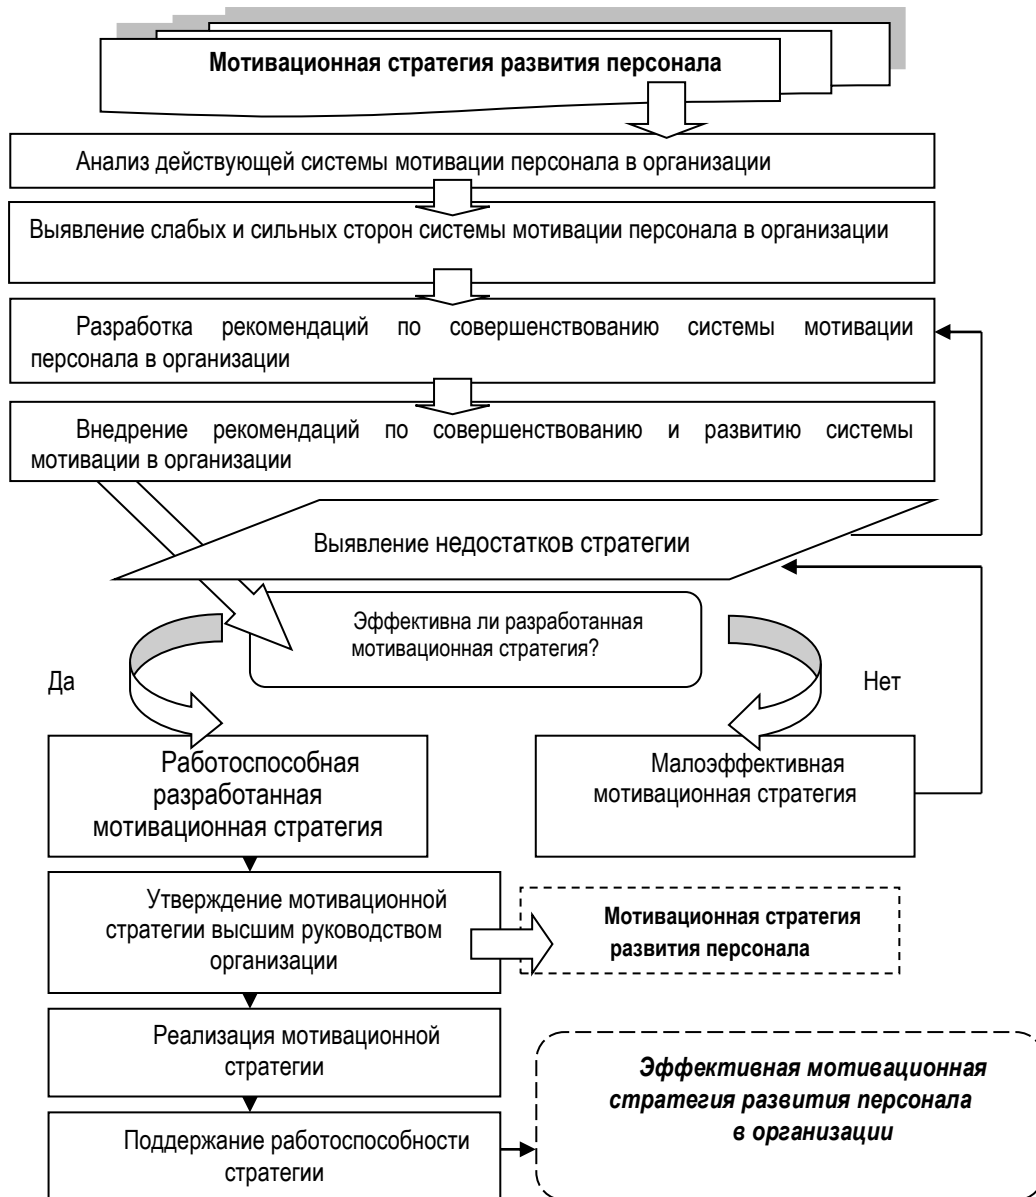 Мотивационная стратегия развития персонала
Анализ действующей системы мотивации персонала в организации
Выявление слабых и сильных сторон системы мотивации персонала в организации
Разработка рекомендаций по совершенствованию системы мотивации
персонала в организации
Внедрение рекомендаций по совершенствованию и развитию системы
мотивации в организации
Выявление недостатков стратегии
Эффективна ли разработанная
мотивационная стратегия?
Да
Нет
Работоспособная
разработанная
мотивационная стратегия
Малоэффективная
мотивационная стратегия
Утверждение мотивационной
стратегии высшим руководством
организации
Мотивационная стратегия
развития персонала
Реализация мотивационной
стратегии
Эффективная мотивационная
стратегия развития персонала
в организации
Поддержание работоспособности
стратегии